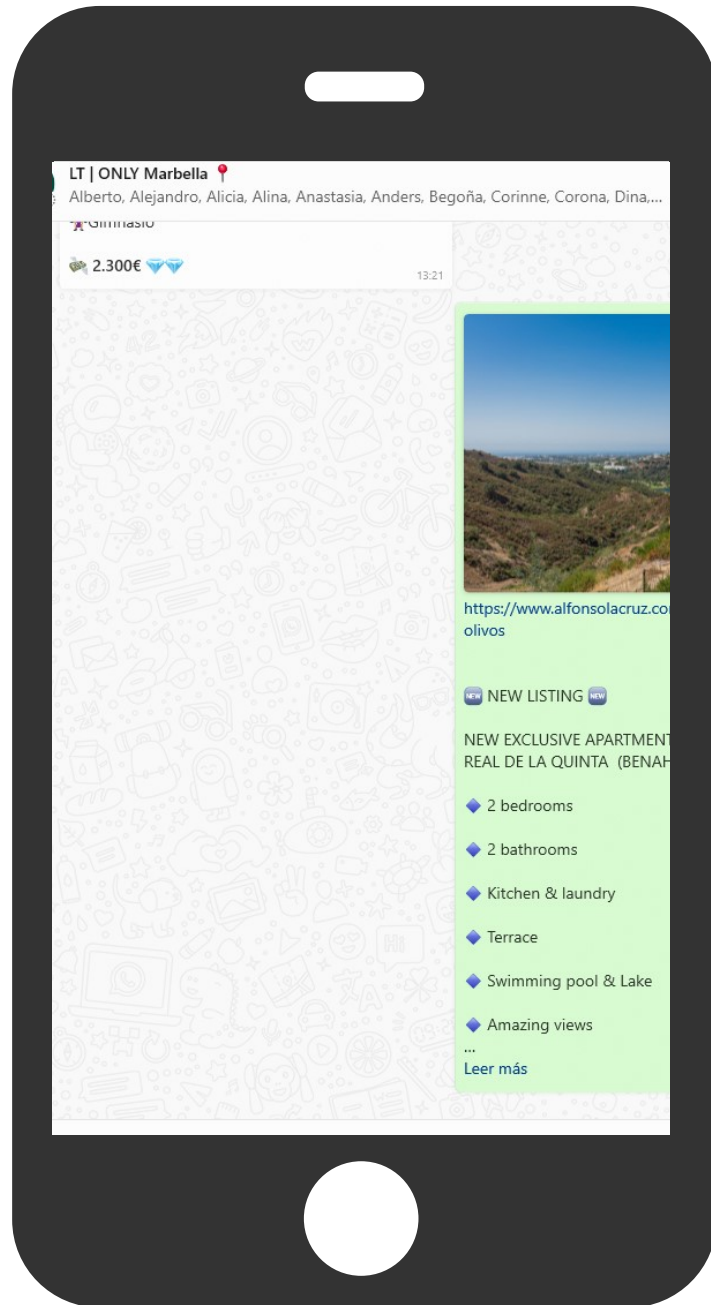 LT | ONLY Marbella 📍
Alberto, Alejandro, Alicia, Alina, Anastasia, Anders, Begoña, Corinne, Corona, Dina,...
Gimnasio
💸 2.300€ 💎💎
13:21
https://www.alfonsolacruz.co
olivos
🆕 NEW LISTING 🆕
NEW EXCLUSIVE APARTMENT
REAL DE LA QUINTA (BENAH
🔷 2 bedrooms
🔷 2 bathrooms
🔷 Kitchen & laundry
🔷 Terrace
🔷 Swimming pool & Lake
🔷 Amazing views
...
Leer más